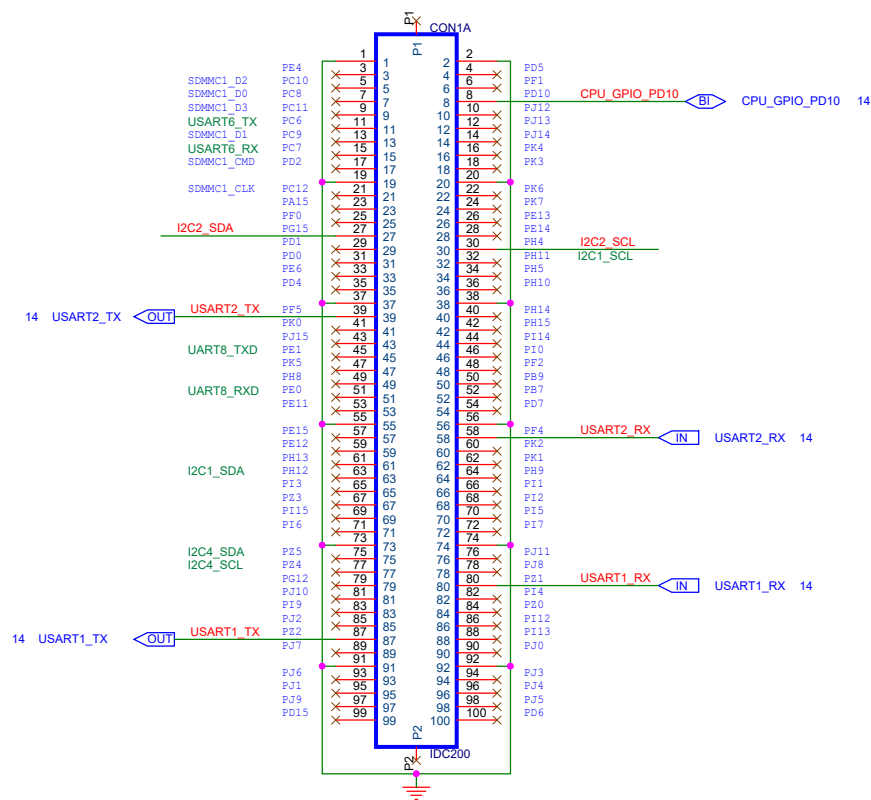 P1
CON1A
P1
1 1 2 2
PE4 3 3 4 4 PD5
SDMMC1_D2 PC10 5 5 6 6 PF1
SDMMC1_D0 PC8 7 7 8 8 PD10 CPU_GPIO_PD10 BI CPU_GPIO_PD10 14
SDMMC1_D3 PC11 9 9 10 10 PJ12
USART6_TX PC6 11 11 12 12 PJ13
SDMMC1_D1 PC9 13 13 14 14 PJ14
USART6_RX PC7 15 15 16 16 PK4
SDMMC1_CMD PD2 17 17 18 18 PK3
19 19 20 20
SDMMC1_CLK PC12 21 21 22 22 PK6
PA15 23 23 24 24 PK7
PF0 25 25 26 26 PE13
I2C2_SDA PG15 27 27 28 28 PE14
PD1 29 29 30 30 PH4 I2C2_SCL
PD0 31 31 32 32 PH11 I2C1_SCL
PE6 33 33 34 34 PH5
PD4 35 35 36 36 PH10
37 37 38 38
14 USART2_TX OUT USART2_TX PF5 39 39 40 40 PH14
PK0 41 41 42 42 PH15
PJ15 43 43 44 44 PI14
UART8_TXD PE1 45 45 46 46 PI0
PK5 47 47 48 48 PF2
PH8 49 49 50 50 PB9
UART8_RXD PE0 51 51 52 52 PB7
PE11 53 53 54 54 PD7
55 55 56 56
PE15 57 57 58 58 PF4 USART2_RX IN USART2_RX 14
PE12 59 59 60 60 PK2
PH13 61 61 62 62 PK1
I2C1_SDA PH12 63 63 64 64 PH9
PI3 65 65 66 66 PI1
PZ3 67 67 68 68 PI2
PI15 69 69 70 70 PI5
PI6 71 71 72 72 PI7
73 73 74 74
I2C4_SDA PZ5 75 75 76 76 PJ11
I2C4_SCL PZ4 77 77 78 78 PJ8
PG12 79 79 80 80 PZ1 USART1_RX IN USART1_RX 14
PJ10 81 81 82 82 PI4
PI9 83 83 84 84 PZ0
PJ2 85 85 86 86 PI12
14 USART1_TX OUT USART1_TX PZ2 87 87 88 88 PI13
PJ7 89 89 90 90 PJ0
91 91 92 92
PJ6 93 93 94 94 PJ3
PJ1 95 95 96 96 PJ4
PJ9 97 97 98 98 PJ5
PD15 99 99 100 100 PD6
P2
IDC200
P2